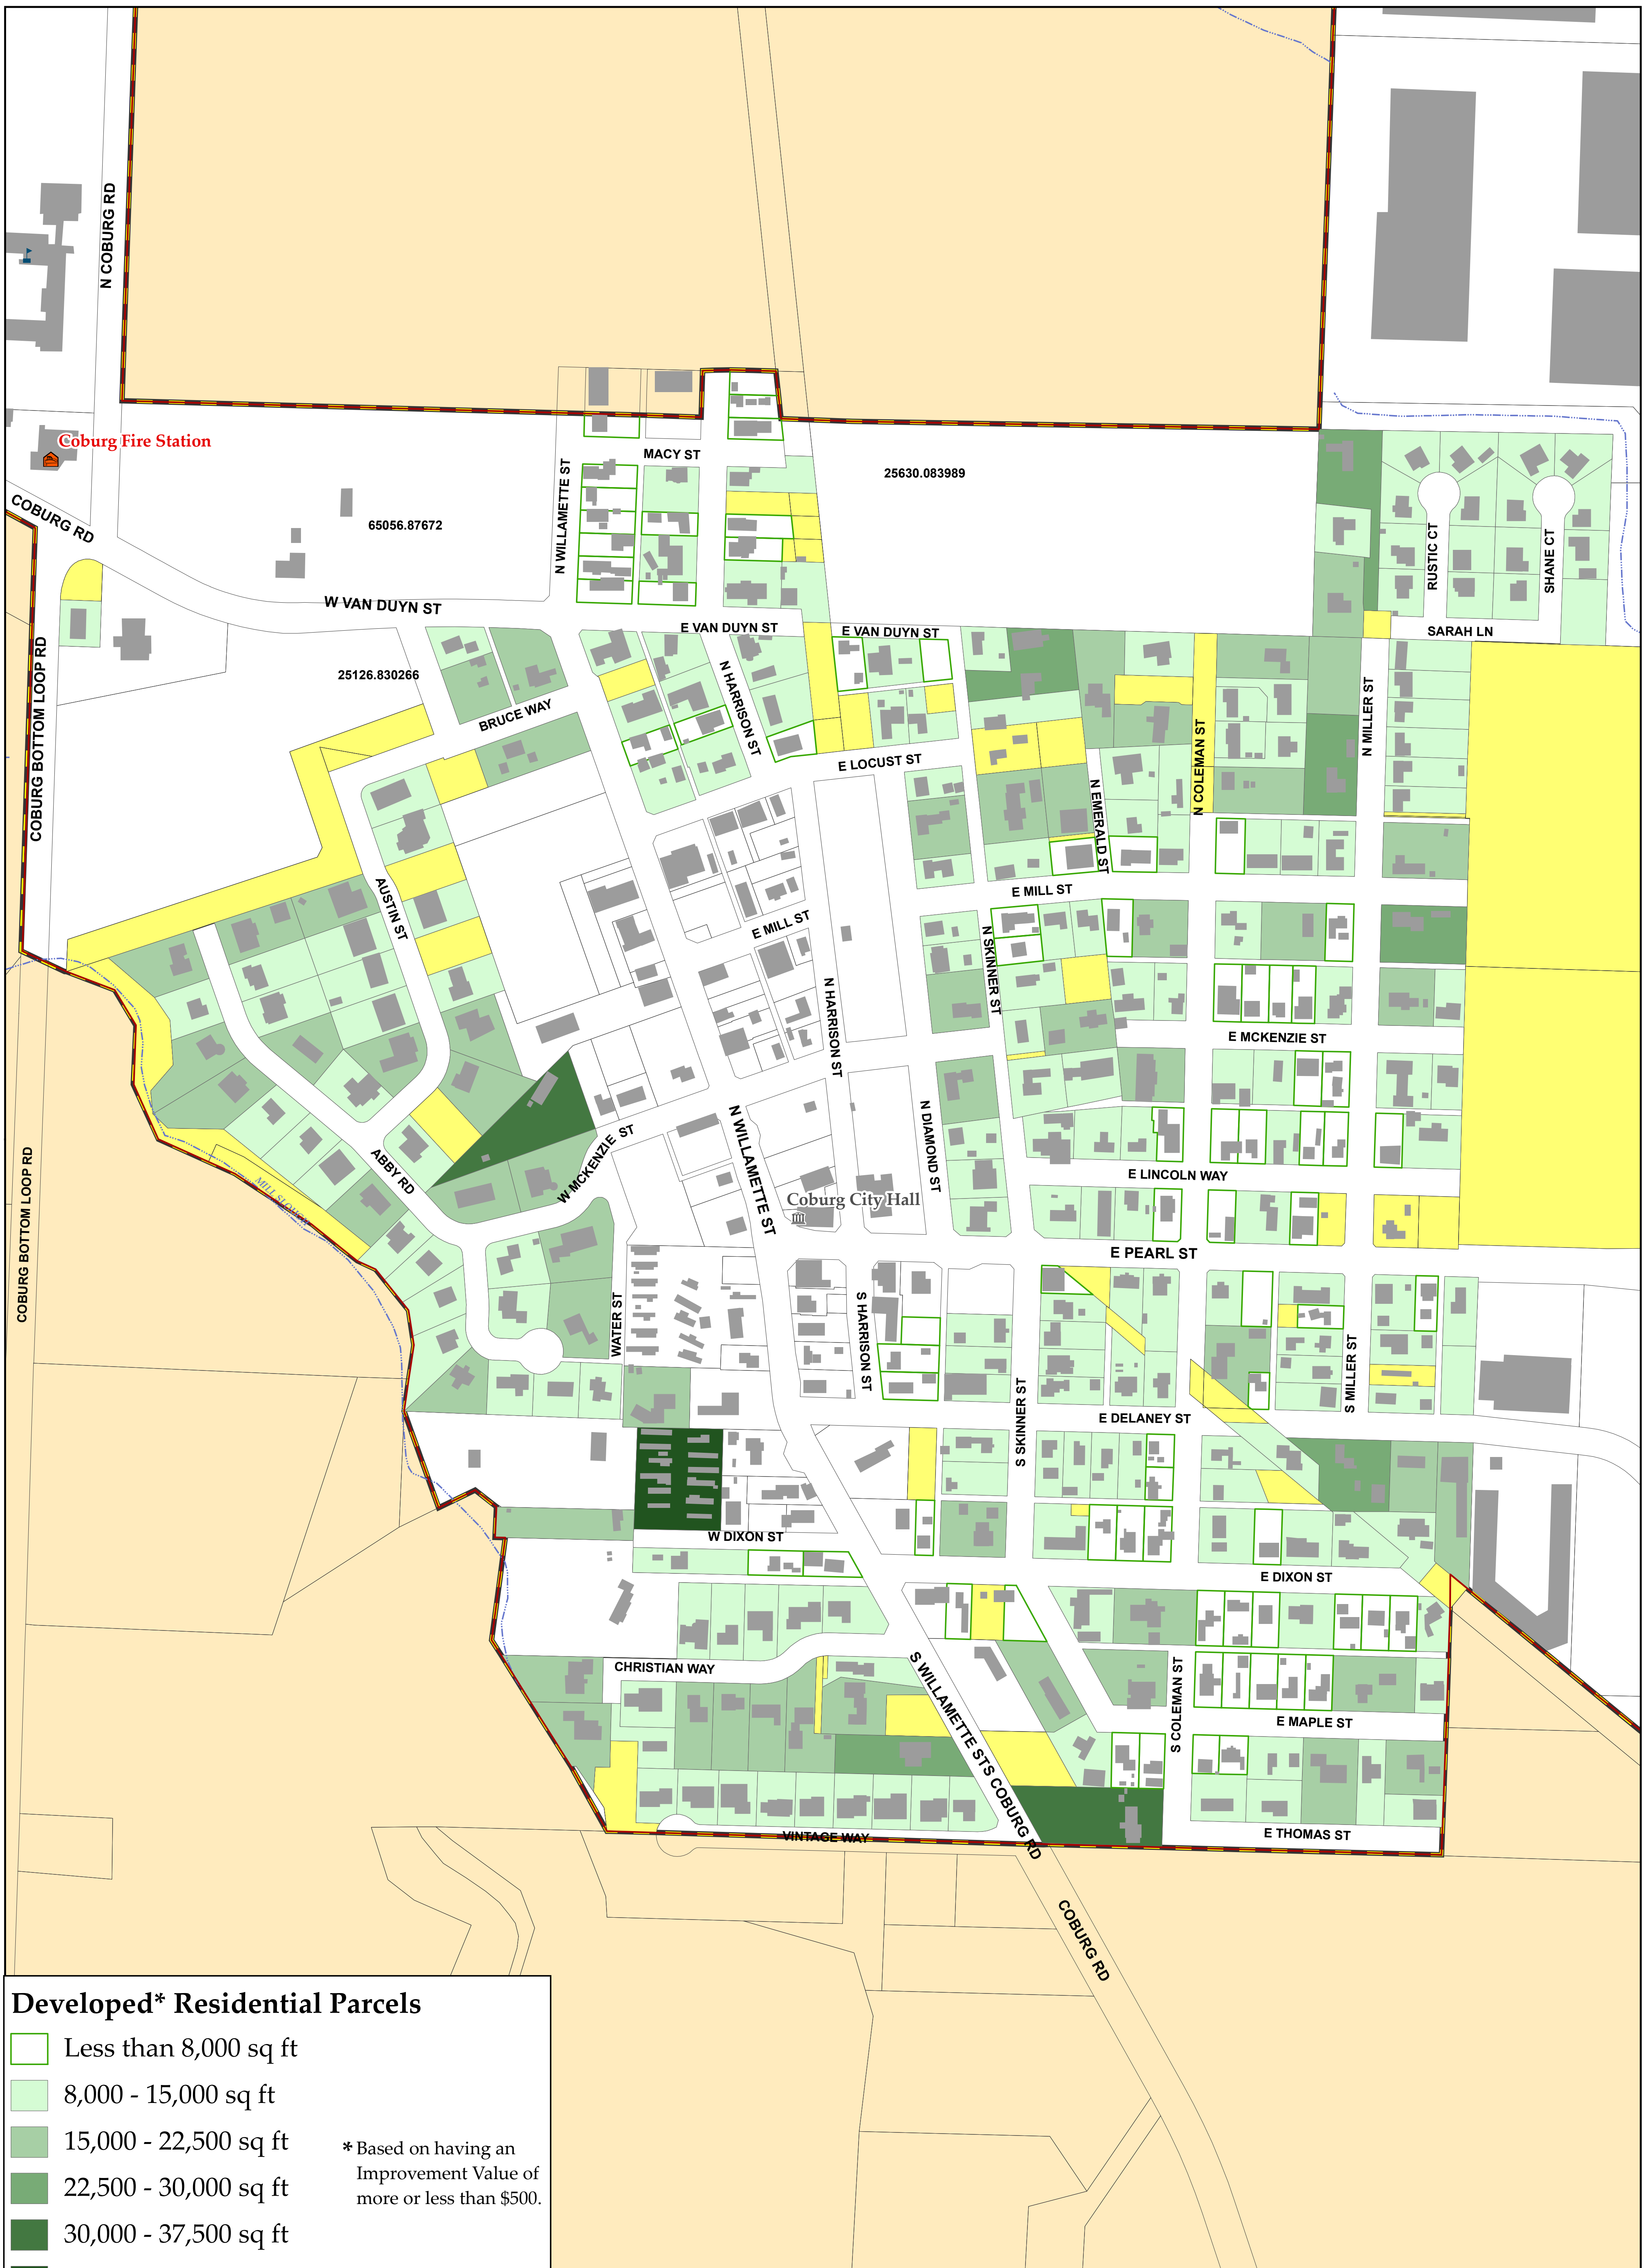 N COBURG RD
Coburg Fire Station
COBURG RD
MACY ST
25630.083989
65056.87672
N WILLAMETTE ST
RUSTIC CT
SHANE CT
W VAN DUYN ST
E VAN DUYN ST
E VAN DUYN ST
SARAH LN
25126.830266
COBURG BOTTOM LOOP RD
BRUCE WAY
N HARRISON ST
N MILLER ST
N COLEMAN ST
E LOCUST ST
N EMERALD ST
AUSTIN ST
E MILL ST
E MILL ST
N SKINNER ST
N HARRISON ST
E MCKENZIE ST
N DIAMOND ST
N WILLAMETTE ST
W MCKENZIE ST
ABBY RD
E LINCOLN WAY
MILL SLOUGH
Coburg City Hall
COBURG BOTTOM LOOP RD
E PEARL ST
WATER ST
S HARRISON ST
S MILLER ST
S SKINNER ST
E DELANEY ST
W DIXON ST
E DIXON ST
CHRISTIAN WAY
S WILLAMETTE ST
S COLEMAN ST
E MAPLE ST
S COBURG RD
VINTAGE WAY
E THOMAS ST
COBURG RD
Developed* Residential Parcels
Less than 8,000 sq ft
8,000 - 15,000 sq ft
15,000 - 22,500 sq ft
22,500 - 30,000 sq ft
30,000 - 37,500 sq ft
* Based on having an
Improvement Value of
more or less than $500.